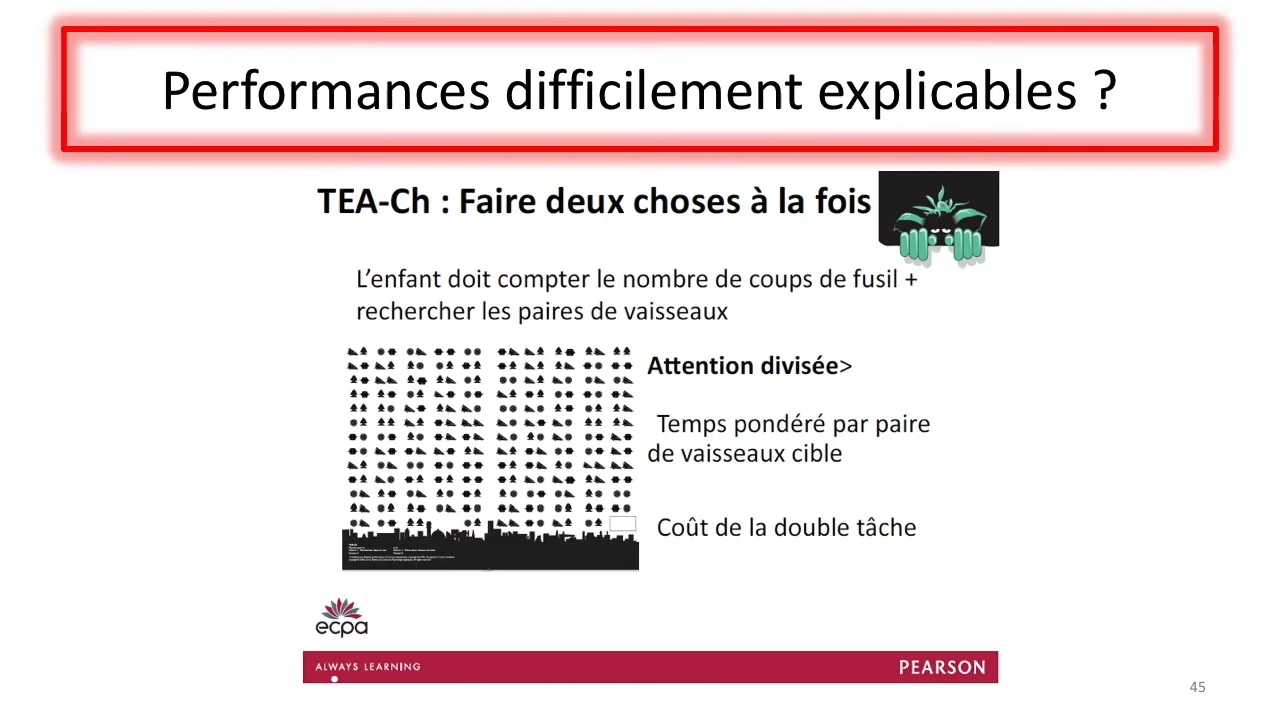 Performances difficilement explicables ?
TEA-Ch : Faire deux choses à la fois
L’enfant doit compter le nombre de coups de fusil +
rechercher les paires de vaisseaux
Attention divisée>
Temps pondéré par paire
de vaisseaux cible
Coût de la double tâche
ecpa
ALWAYS LEARNING
PEARSON
45